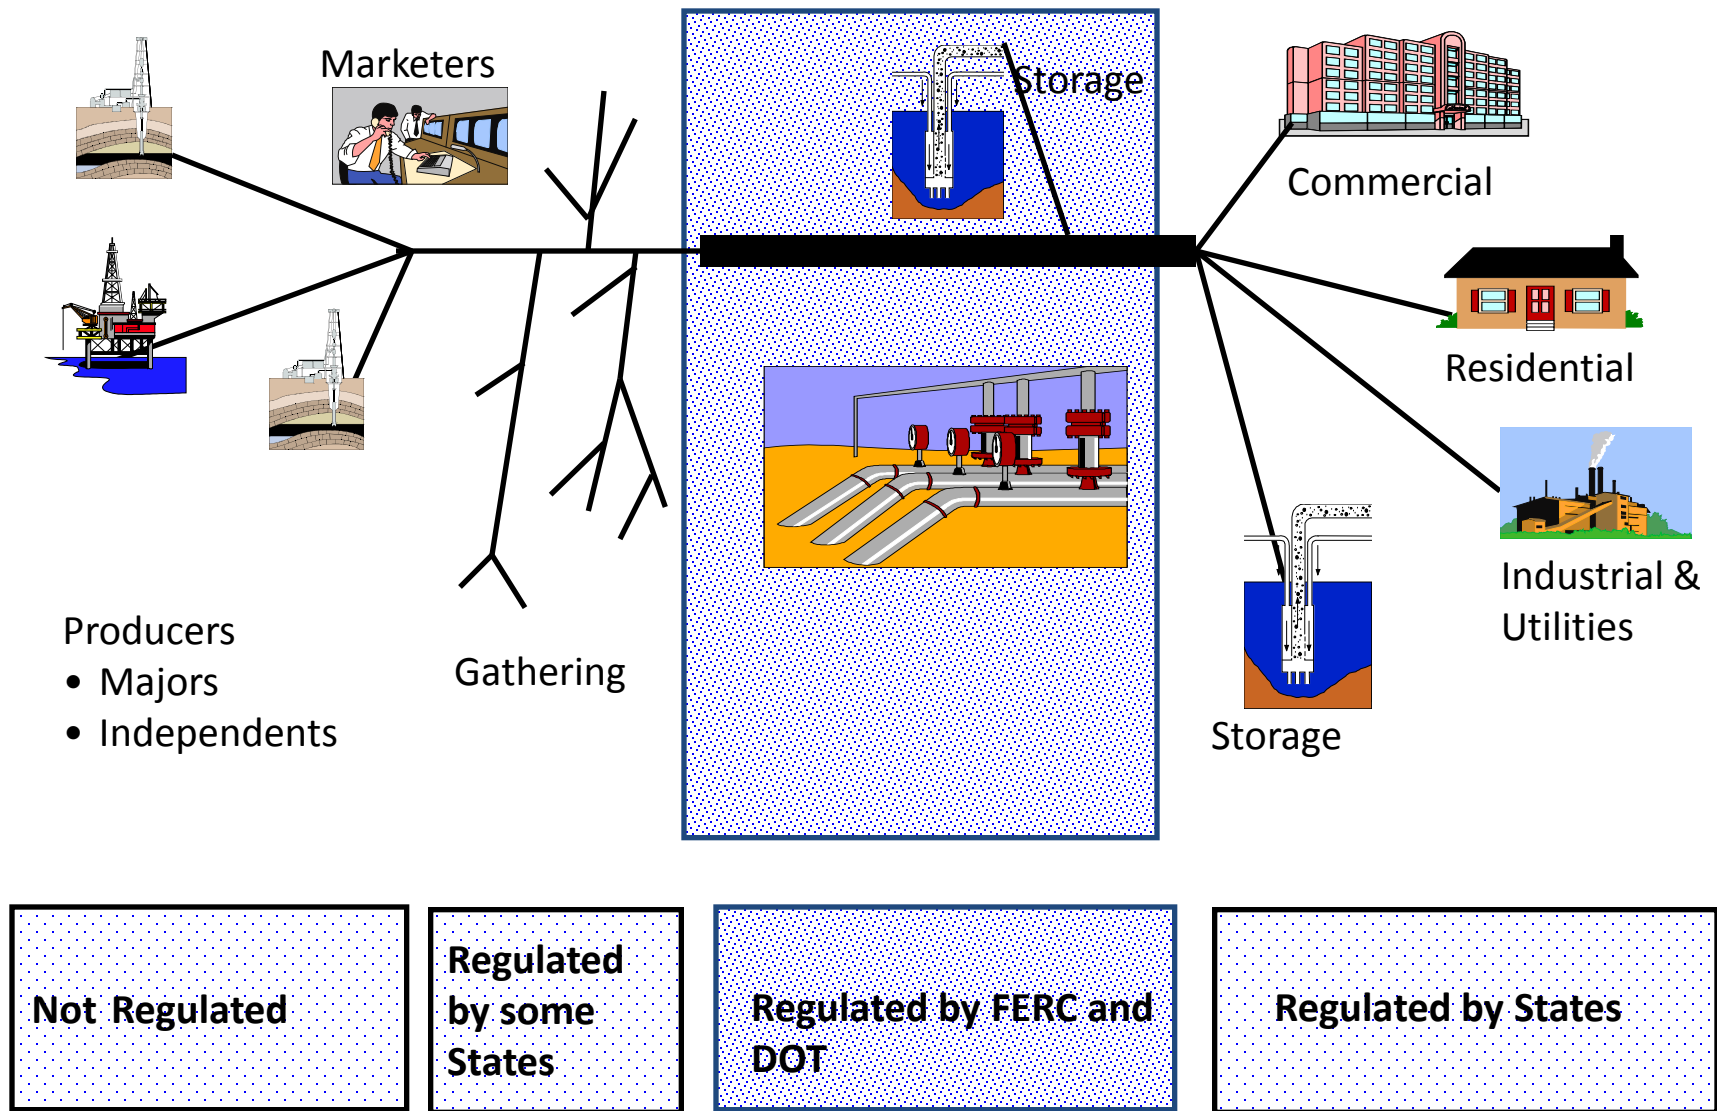 Marketers
Storage
Commercial
Residential
Industrial &
Utilities
Producers
• Majors
• Independents
Gathering
Storage
Not Regulated
Regulated
by some
States
Regulated by FERC and
DOT
Regulated by States